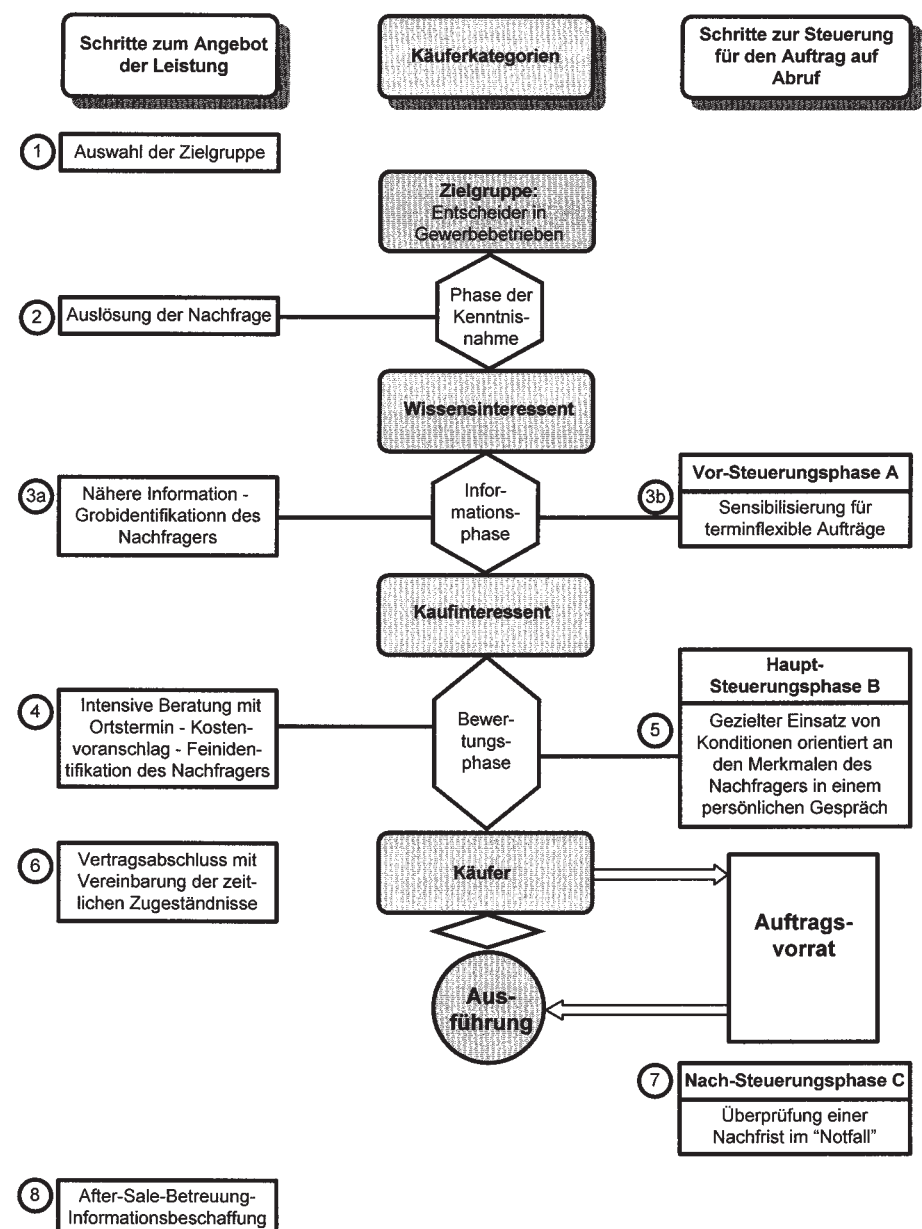 Schritte zum Angebot
der Leistung
Käuferkategorien
Schritte zur Steuerung
für den Auftrag auf
Abruf
1
Auswahl der Zielgruppe
Zielgruppe:
Entscheider in
Gewerbebetrieben
2
Auslösung der Nachfrage
Phase der
Kenntnis-
nahme
Wissensinteressent
3a
Nähere Information -
Grobidentifikationn des
Nachfragers
Infor-
mations-
phase
3b
Vor-Steuerungsphase A
Sensibilisierung für
terminflexible Aufträge
Kaufinteressent
4
Intensive Beratung mit
Ortstermin - Kosten-
voranschlag - Feiniden-
tifikation des Nachfragers
Bewer-
tungs-
phase
5
Haupt-
Steuerungsphase B
Gezielter Einsatz von
Konditionen orientiert an
den Merkmalen des
Nachfragers in einem
persönlichen Gespräch
6
Vertragsabschluss mit
Vereinbarung der zeit-
lichen Zugeständnisse
Käufer
Auftrags-
vorrat
Aus-
führung
7
Nach-Steuerungsphase C
Überprüfung einer
Nachfrist im "Notfall"
8
After-Sale-Betreuung-
Informationsbeschaffung